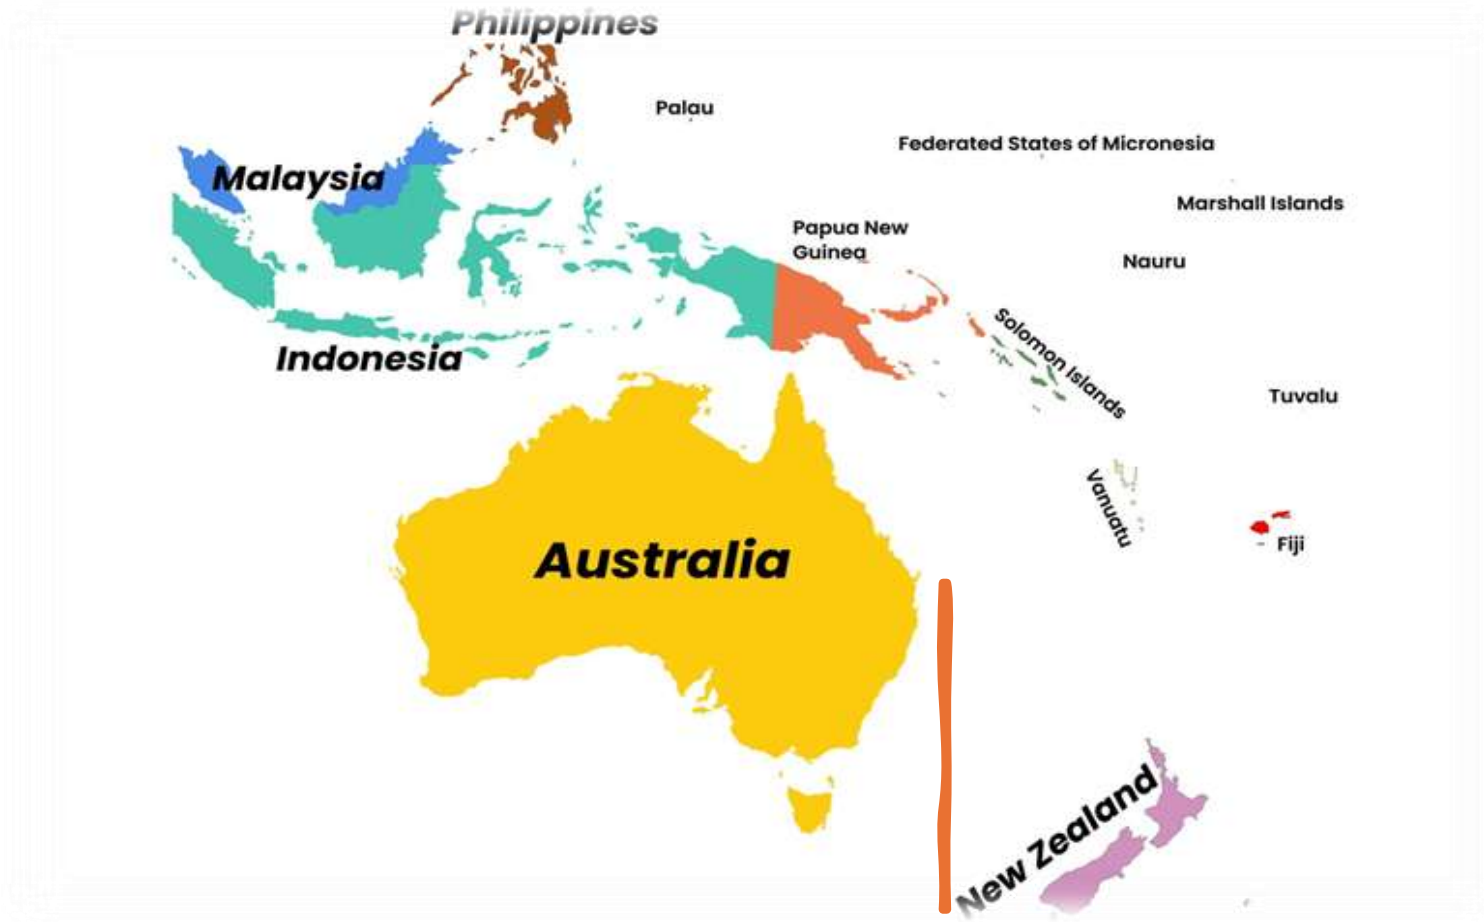 Philippines
Palau
Federated States of Micronesia
Malaysia
Marshall Islands
Papua New
Guinea
Nauru
Solomon Islands
Indonesia
Tuvalu
Vanuatu
Fiji
Australia
New Zealand